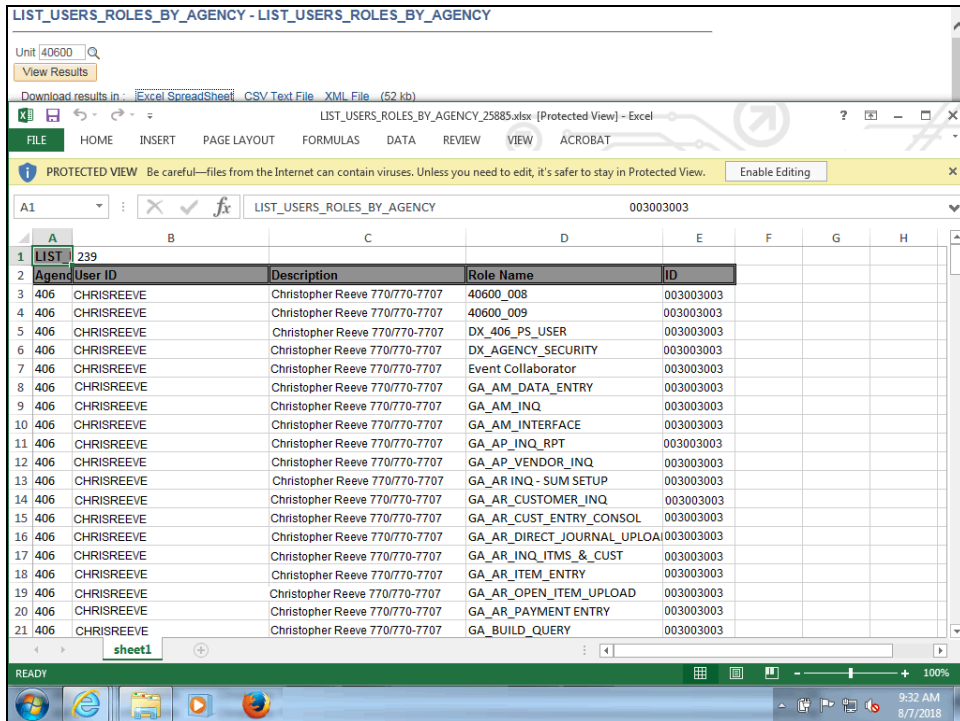 LIST_USERS_ROLES_BY_AGENCY - LIST_USERS_ROLES_BY_AGENCY
Unit 40600
View Results
Download results in : Excel SpreadSheet CSV Text File XML File (52 kb)
LIST_USERS_ROLES_BY_AGENCY_25885.xlsx [Protected View] - Excel
FILE HOME INSERT PAGE LAYOUT FORMULAS DATA REVIEW VIEW ACROBAT
PROTECTED VIEW Be careful—files from the Internet can contain viruses. Unless you need to edit, it's safer to stay in Protected View. Enable Editing
A1 fx LIST_USERS_ROLES_BY_AGENCY 003003003
A B C D E F G H
1 LIST_ 239
2 Agenc User ID Description Role Name ID
3 406 CHRISREEVE Christopher Reeve 770/770-7707 40600_008 003003003
4 406 CHRISREEVE Christopher Reeve 770/770-7707 40600_009 003003003
5 406 CHRISREEVE Christopher Reeve 770/770-7707 DX_406_PS_USER 003003003
6 406 CHRISREEVE Christopher Reeve 770/770-7707 DX_AGENCY_SECURITY 003003003
7 406 CHRISREEVE Christopher Reeve 770/770-7707 Event Collaborator 003003003
8 406 CHRISREEVE Christopher Reeve 770/770-7707 GA_AM_DATA_ENTRY 003003003
9 406 CHRISREEVE Christopher Reeve 770/770-7707 GA_AM_INQ 003003003
10 406 CHRISREEVE Christopher Reeve 770/770-7707 GA_AM_INTERFACE 003003003
11 406 CHRISREEVE Christopher Reeve 770/770-7707 GA_AP_INQ_RPT 003003003
12 406 CHRISREEVE Christopher Reeve 770/770-7707 GA_AP_VENDOR_INQ 003003003
13 406 CHRISREEVE Christopher Reeve 770/770-7707 GA_AR INQ - SUM SETUP 003003003
14 406 CHRISREEVE Christopher Reeve 770/770-7707 GA_AR_CUSTOMER_INQ 003003003
15 406 CHRISREEVE Christopher Reeve 770/770-7707 GA_AR_CUST_ENTRY_CONSOL 003003003
16 406 CHRISREEVE Christopher Reeve 770/770-7707 GA_AR_DIRECT_JOURNAL_UPLOA 003003003
17 406 CHRISREEVE Christopher Reeve 770/770-7707 GA_AR_INQ_ITMS_&_CUST 003003003
18 406 CHRISREEVE Christopher Reeve 770/770-7707 GA_AR_ITEM_ENTRY 003003003
19 406 CHRISREEVE Christopher Reeve 770/770-7707 GA_AR_OPEN_ITEM_UPLOAD 003003003
20 406 CHRISREEVE Christopher Reeve 770/770-7707 GA_AR_PAYMENT ENTRY 003003003
21 406 CHRISREEVE Christopher Reeve 770/770-7707 GA_BUILD_QUERY 003003003
sheet1
READY 100%
9:32 AM
8/7/2018